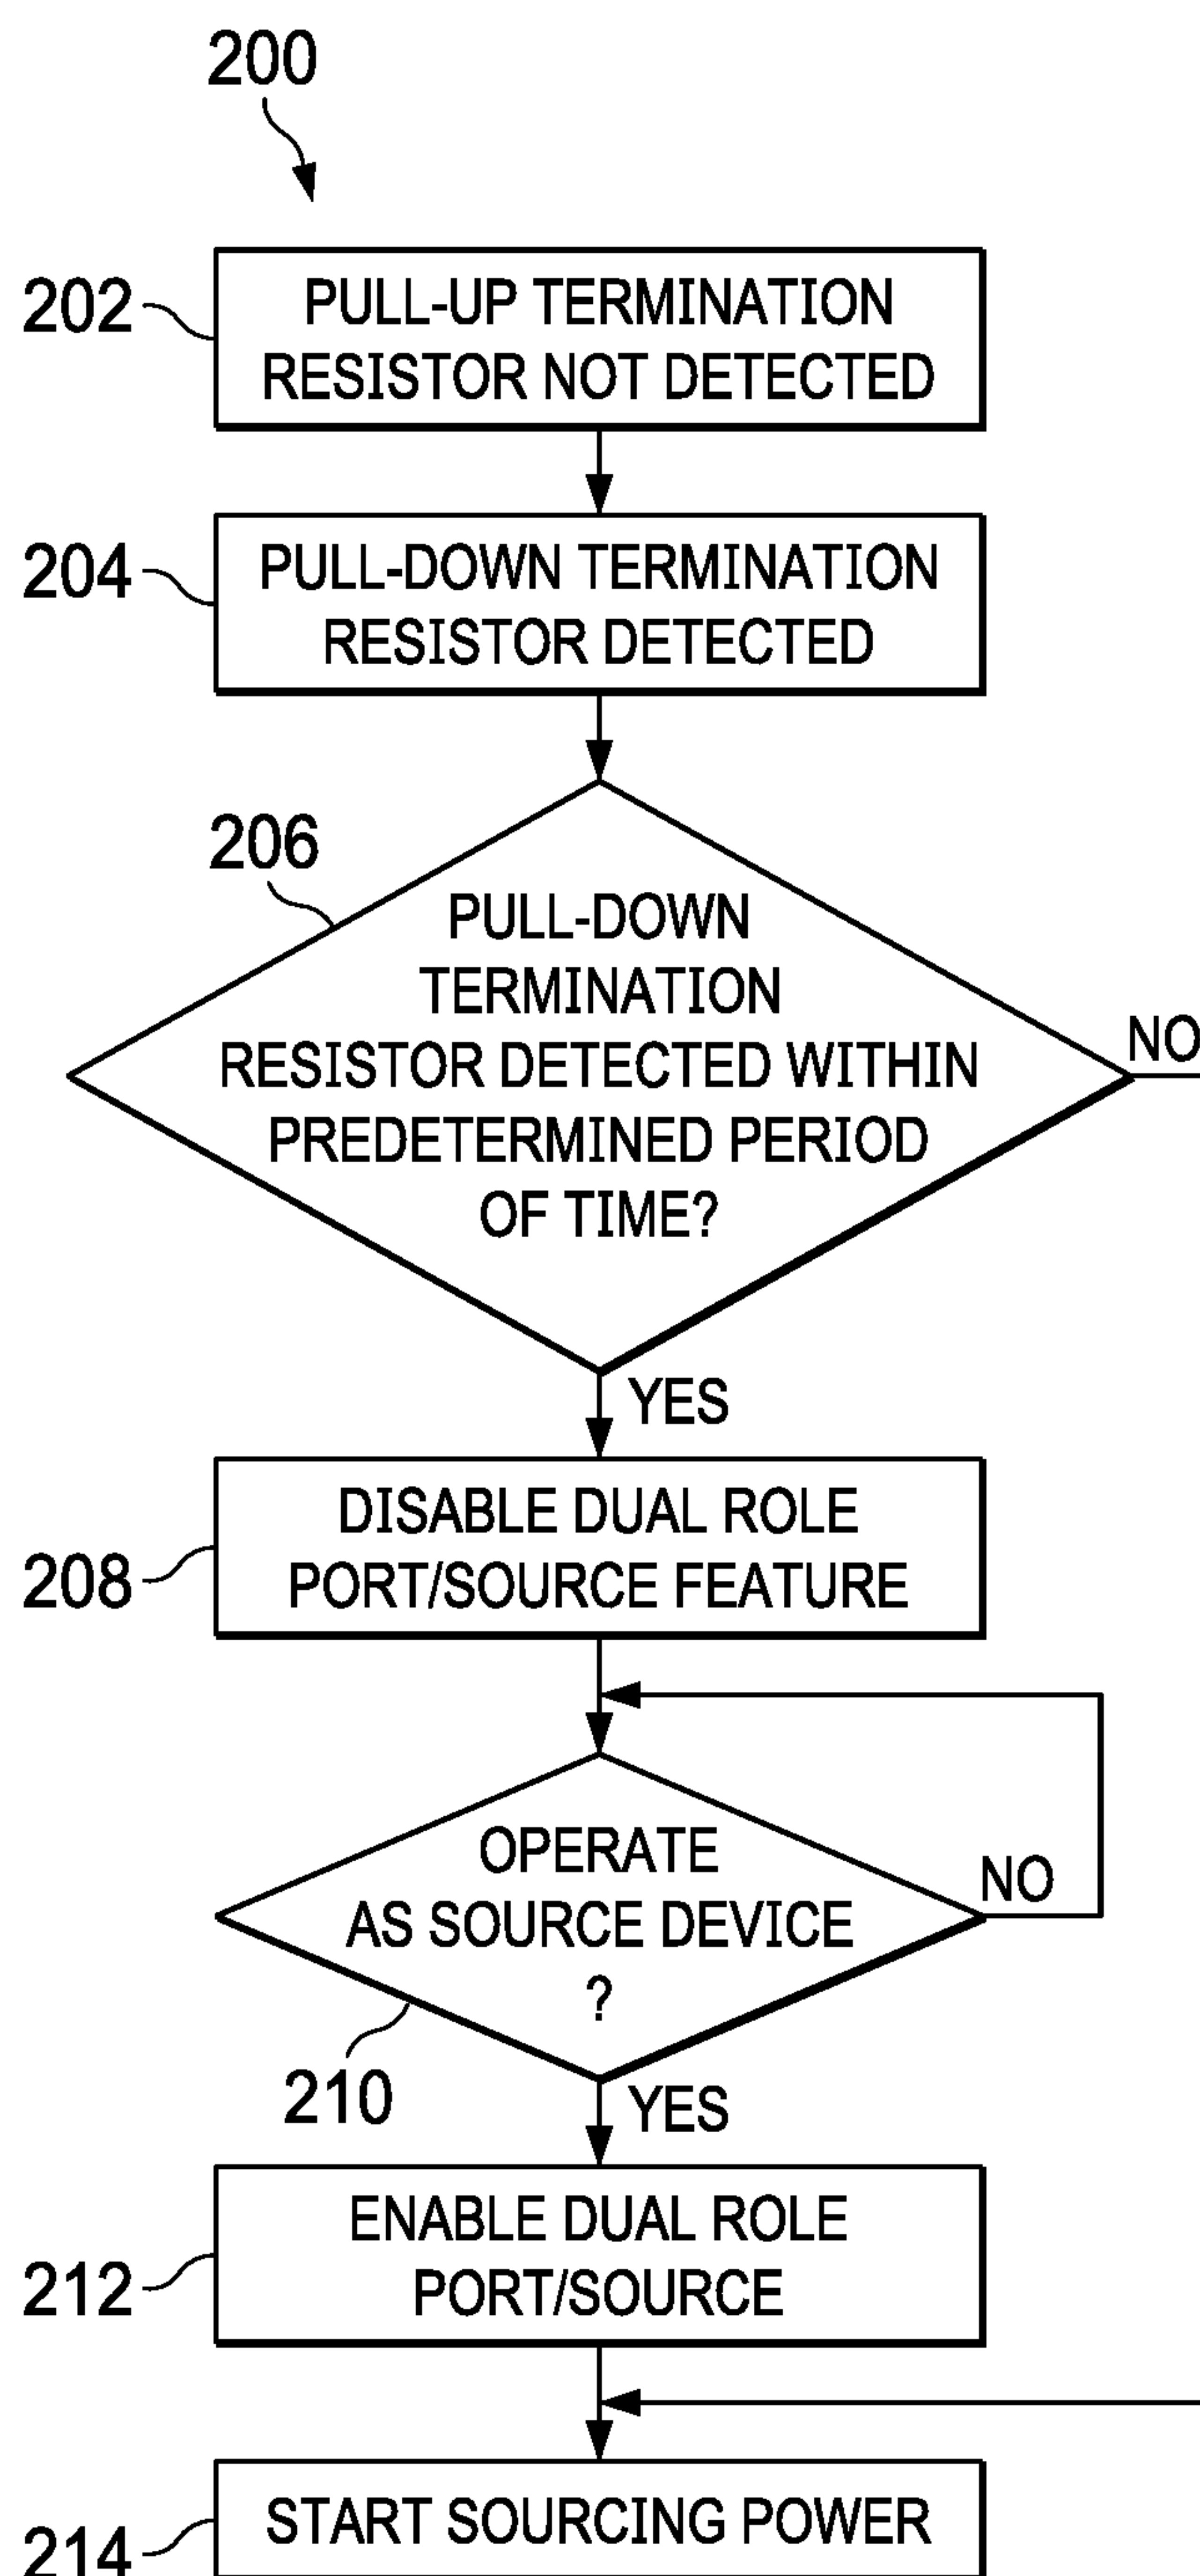 200
202
PULL-UP TERMINATION
RESISTOR NOT DETECTED
204
PULL-DOWN TERMINATION
RESISTOR DETECTED
206
PULL-DOWN
TERMINATION
RESISTOR DETECTED WITHIN
PREDETERMINED PERIOD
OF TIME?
NO
YES
208
DISABLE DUAL ROLE
PORT/SOURCE FEATURE
OPERATE
AS SOURCE DEVICE
?
NO
210
YES
212
ENABLE DUAL ROLE
PORT/SOURCE
214
START SOURCING POWER